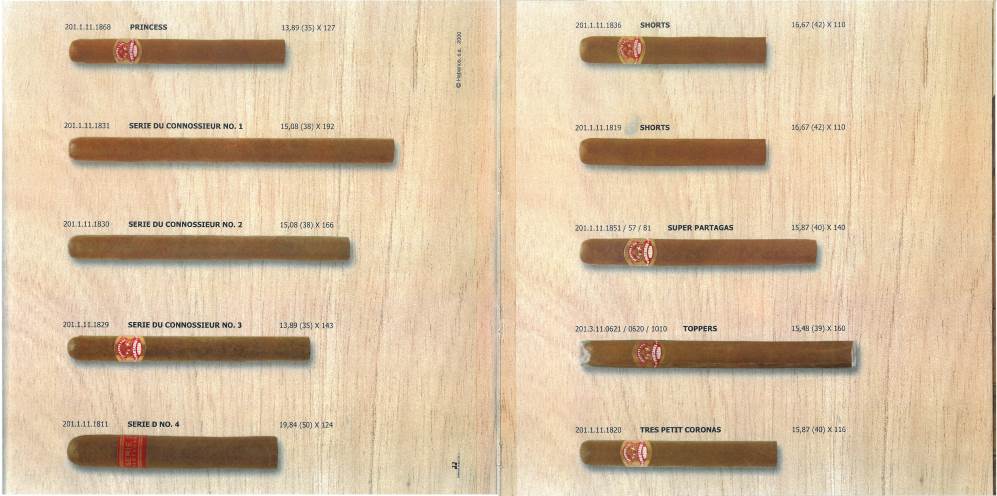 201.1.11.1868 PRINCESS 13,89 (35) X 127
© Habanos, s.a. 2000
201.1.11.1831 SERIE DU CONNOSSIEUR NO. 1 15,08 (38) X 192
201.1.11.1830 SERIE DU CONNOSSIEUR NO. 2 15,08 (38) X 166
201.1.11.1829 SERIE DU CONNOSSIEUR NO. 3 13,89 (35) X 143
201.1.11.1811 SERIE D NO. 4 19,84 (50) X 124
SERIE
22
201.1.11.1836 SHORTS 16,67 (42) X 110
201.1.11.1819 SHORTS 16,67 (42) X 110
201.1.11.1851 / 57 / 81 SUPER PARTAGAS 15,87 (40) X 140
201.3.11.0621 / 0620 / 1010 TOPPERS 15,48 (39) X 160
201.1.11.1820 TRES PETIT CORONAS 15,87 (40) X 116